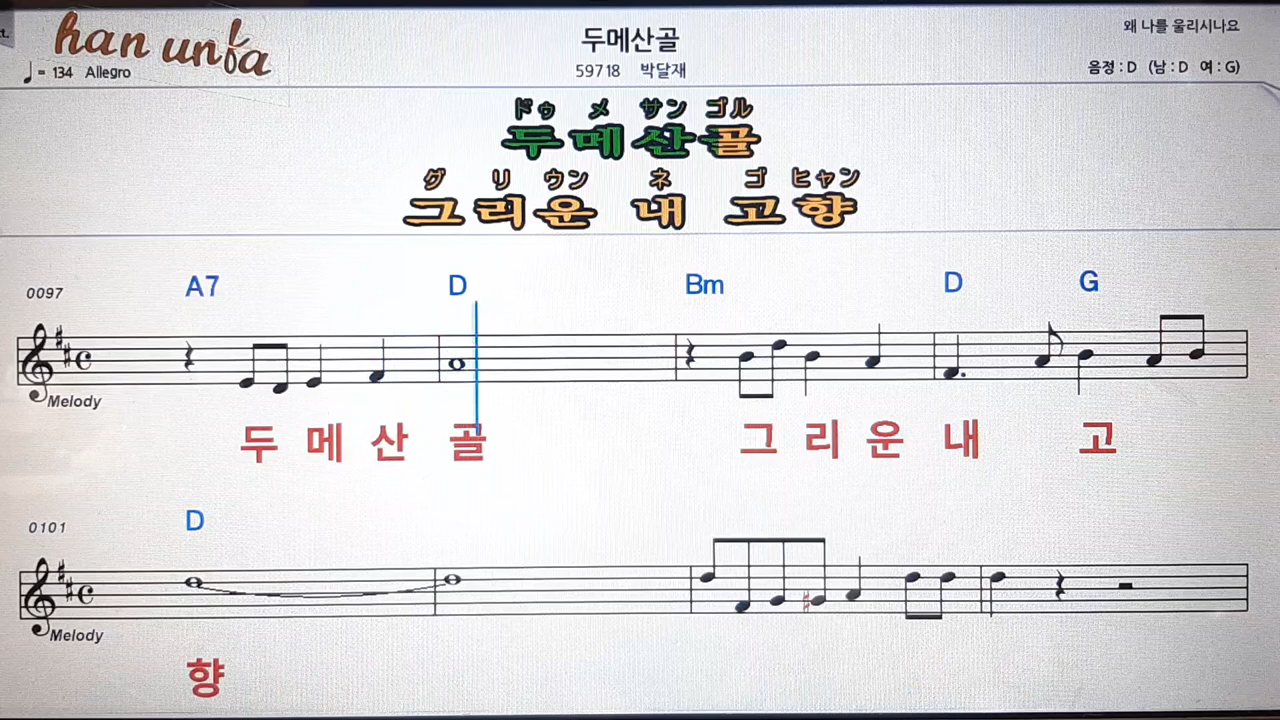 han unba
두메산골
왜 나를 울리시나요
♩= 134 Allegro
59718 박달재
음정 : D (남 : D 여 : G)
ドゥ メ サン ゴル
두메산골
グ リ ウン ネ ゴ ヒャン
그리운 내 고향
0097 A7 D Bm D G
Melody
두 메 산 골 그 리 운 내 고
0101 D
Melody
향